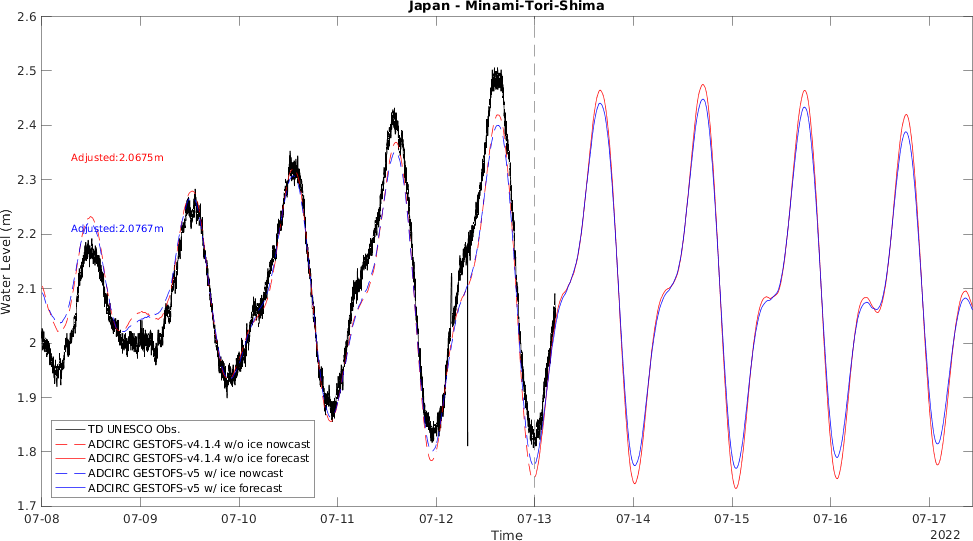 Japan - Minami-Tori-Shima
2.6
2.5
2.4
2.3
2.2
2.1
2
1.9
1.8
1.7
Water Level (m)
Adjusted:2.0675m
Adjusted:2.0767m
TD UNESCO Obs.
ADCIRC GESTOFS-v4.1.4 w/o ice nowcast
ADCIRC GESTOFS-v4.1.4 w/o ice forecast
ADCIRC GESTOFS-v5 w/ ice nowcast
ADCIRC GESTOFS-v5 w/ ice forecast
07-08 07-09 07-10 07-11 07-12 07-13 07-14 07-15 07-16 07-17
Time
2022